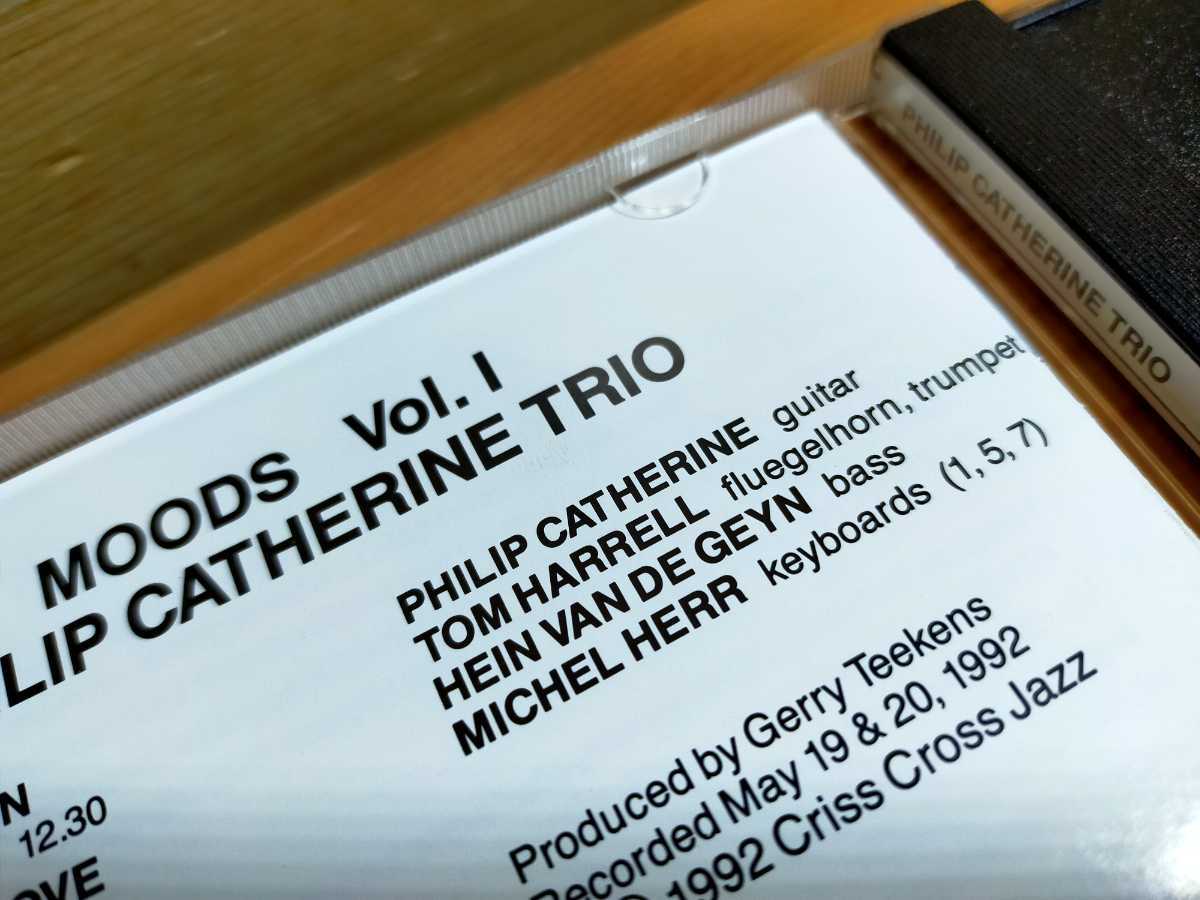 MOODS Vol. I
LIP CATHERINE TRIO
PHILIP CATHERINE guitar
TOM HARRELL fluegelhorn, trumpet
HEIN VAN DE GEYN bass
MICHEL HERR keyboards (1, 5, 7)
Produced by Gerry Teekens
Recorded May 19 & 20, 1992
1992 Criss Cross Jazz
N
12.30
OVE
PHILIP CATHERINE TRIO